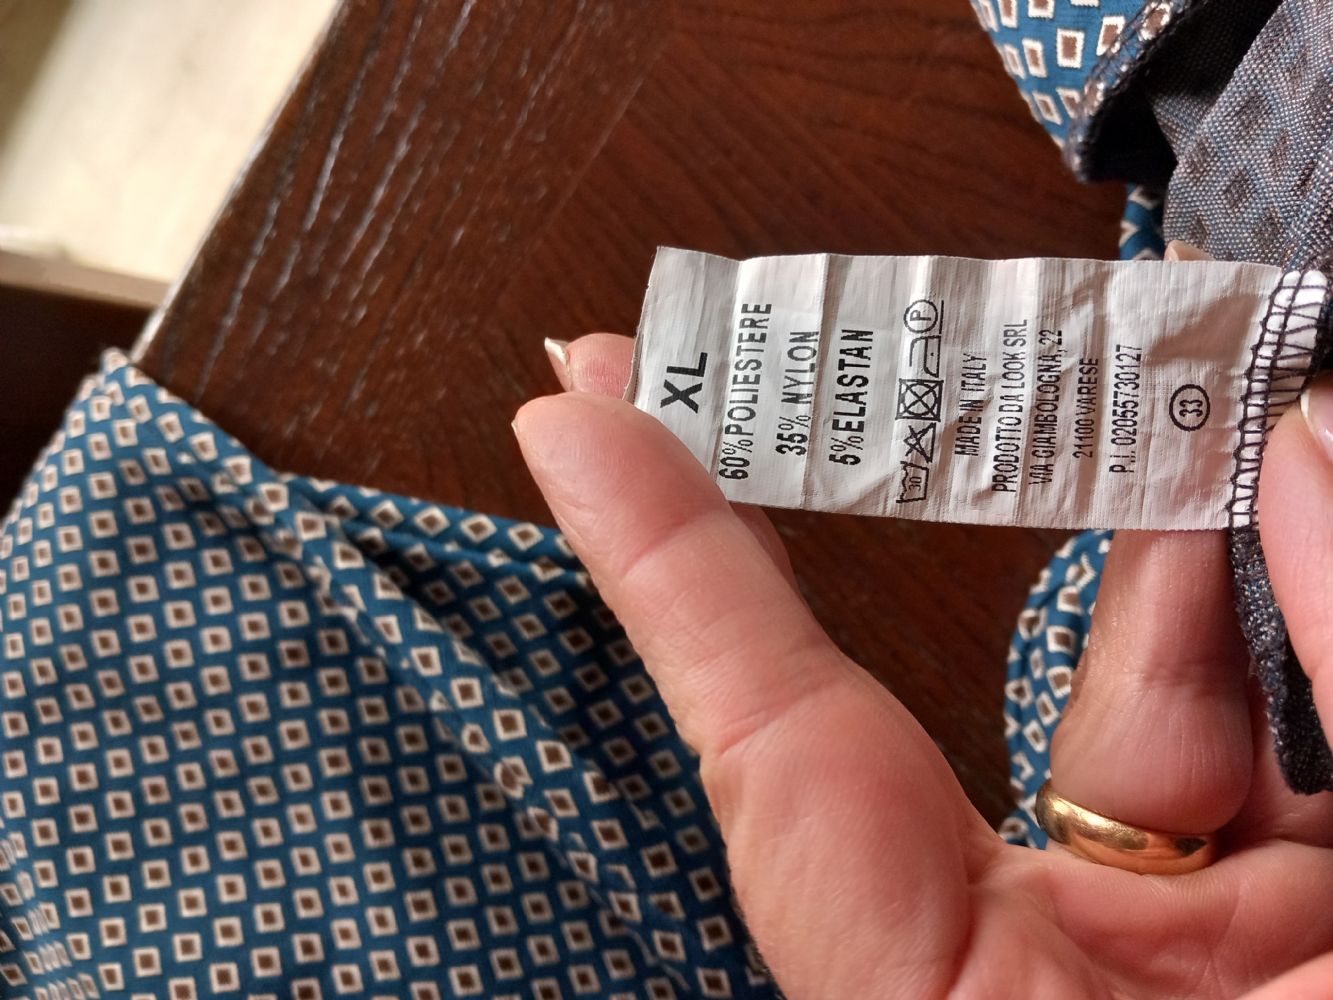 XL
60% POLIESTERE
35% NYLON
5% ELASTAN
30 P
MADE IN ITALY
PRODOTTO DA LOOK SRL
VIA GIAMBOLOGNA, 22
21100 VARESE
P.I. 02055730127
33